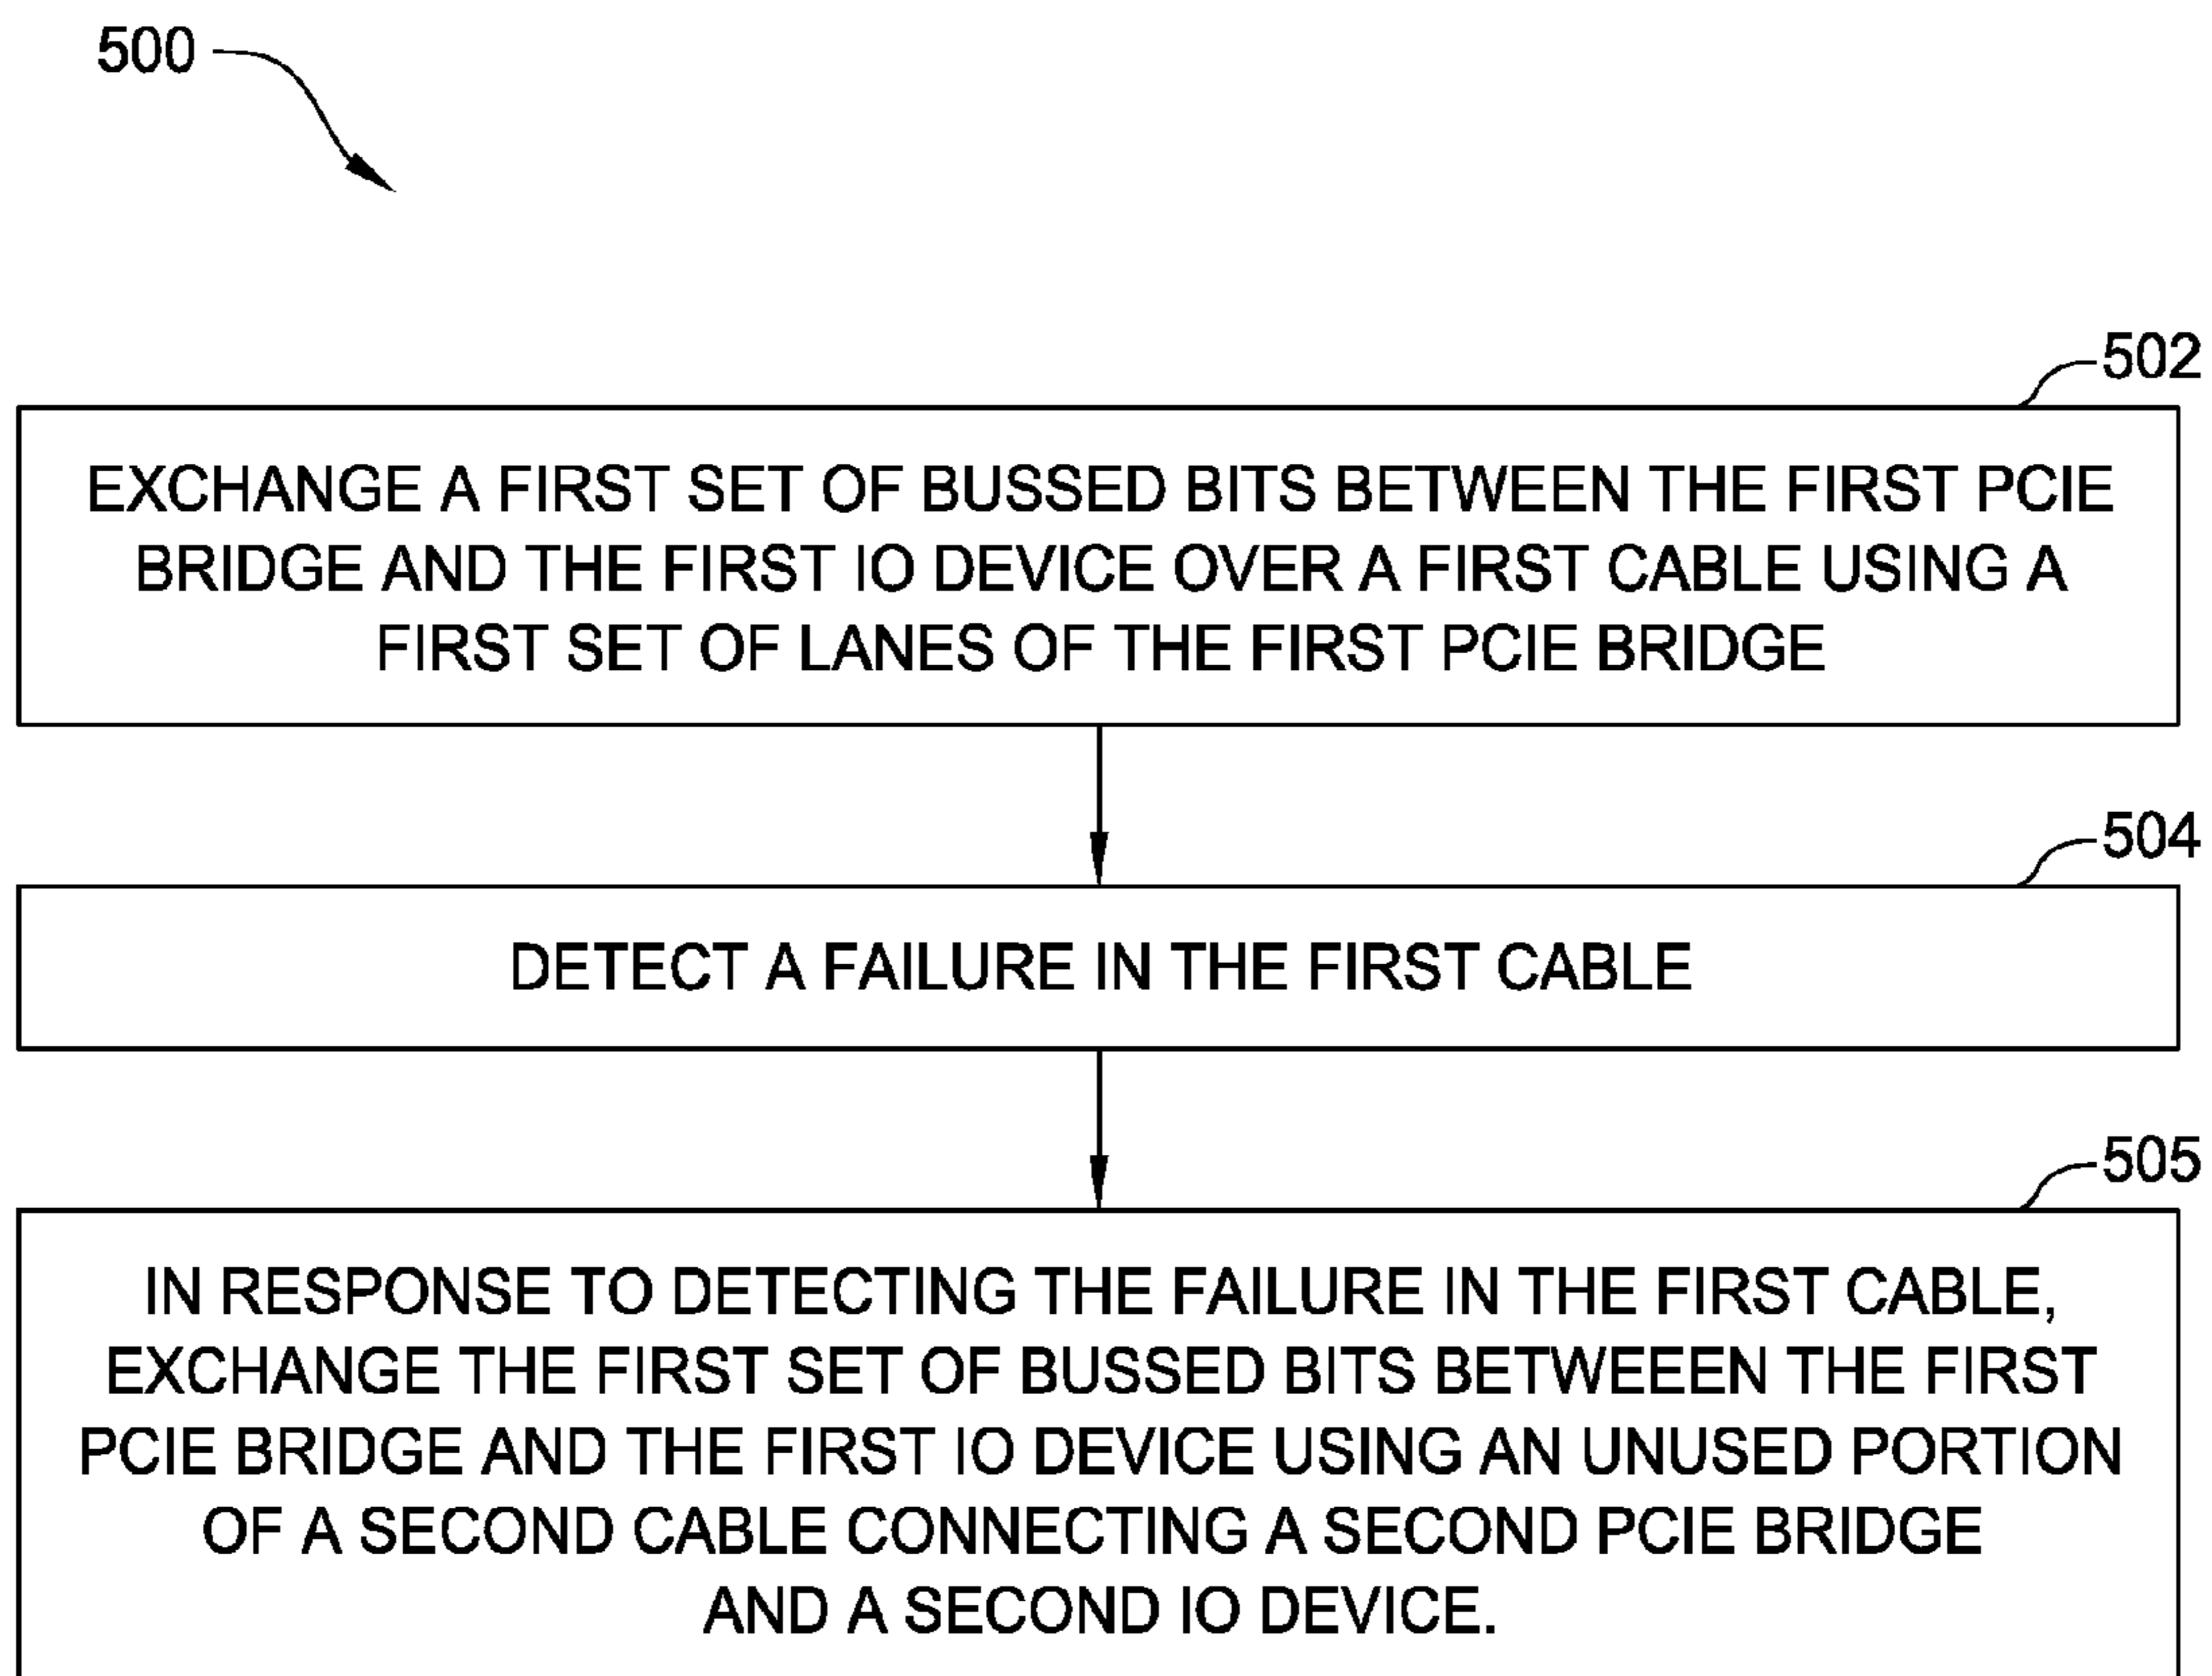 500
502
EXCHANGE A FIRST SET OF BUSSED BITS BETWEEN THE FIRST PCIE
BRIDGE AND THE FIRST IO DEVICE OVER A FIRST CABLE USING A
FIRST SET OF LANES OF THE FIRST PCIE BRIDGE
504
DETECT A FAILURE IN THE FIRST CABLE
505
IN RESPONSE TO DETECTING THE FAILURE IN THE FIRST CABLE,
EXCHANGE THE FIRST SET OF BUSSED BITS BETWEEEN THE FIRST
PCIE BRIDGE AND THE FIRST IO DEVICE USING AN UNUSED PORTION
OF A SECOND CABLE CONNECTING A SECOND PCIE BRIDGE
AND A SECOND IO DEVICE.